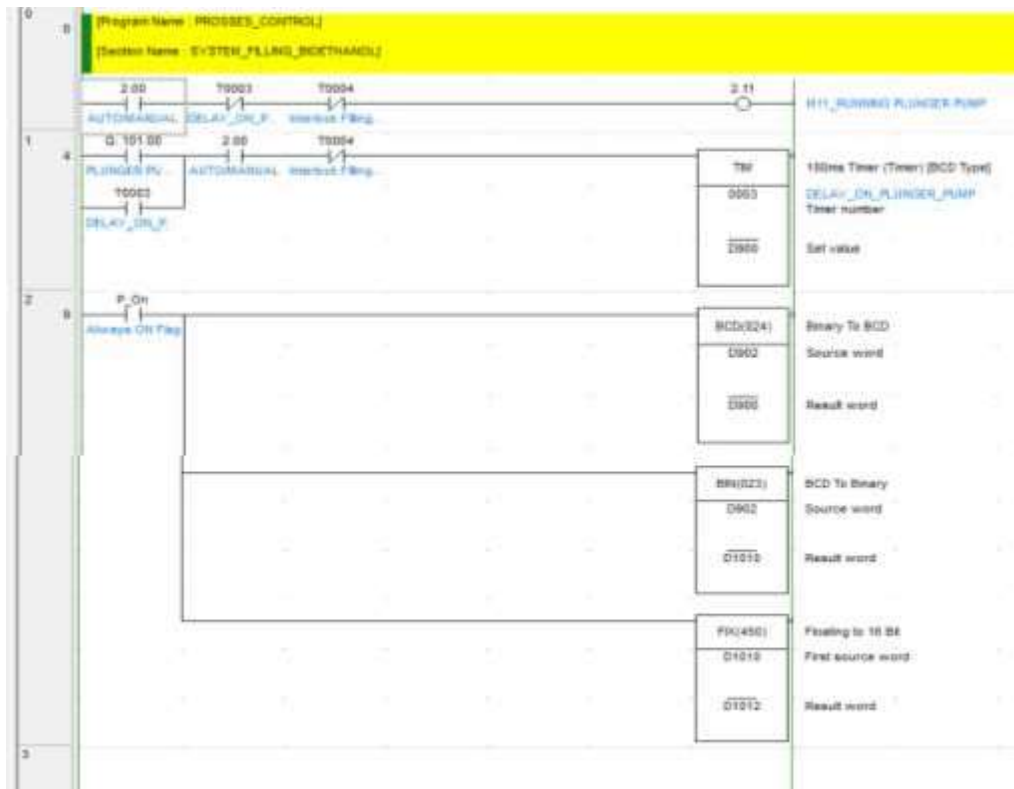 0
0
[Program Name : PROSSES_CONTROL]
[Section Name : SYSTEM_FILLING_BIOETHANOL]
2.00 T0003 T0004 2.11
AUTO/MANUAL DELAY_ON_P... Interlock Filling... H11_RUNNING PLUNGER PUMP
1
4
Q: 101.00 2.00 T0004
PLUNGER PU... AUTO/MANUAL Interlock Filling...
TIM 100ms Timer (Timer) [BCD Type]
T0003
DELAY_ON_P...
0003 DELAY_ON_PLUNGER_PUMP
Timer number
D900 Set value
2
P_On
Always ON Flag
BCD(024) Binary To BCD
D902 Source word
D900 Result word
BIN(023) BCD To Binary
D902 Source word
D1010 Result word
FIX(450) Floating to 16 Bit
D1010 First source word
D1012 Result word
3